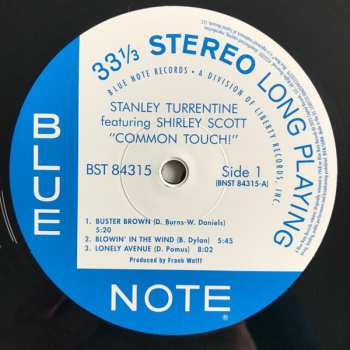 33 1/3 STEREO LONG PLAYING
BLUE NOTE RECORDS • A DIVISION OF LIBERTY RECORDS, INC.
STANLEY TURRENTINE
featuring SHIRLEY SCOTT
"COMMON TOUCH!"
BST 84315
Side 1
(BNST 84315-A)
1. BUSTER BROWN (D. Burns-W. Daniels)
5:20
2. BLOWIN' IN THE WIND (B. Dylan) 5:45
3. LONELY AVENUE (D. Pomus) 8:02
Produced by Frank Wolff
BLUE
NOTE®